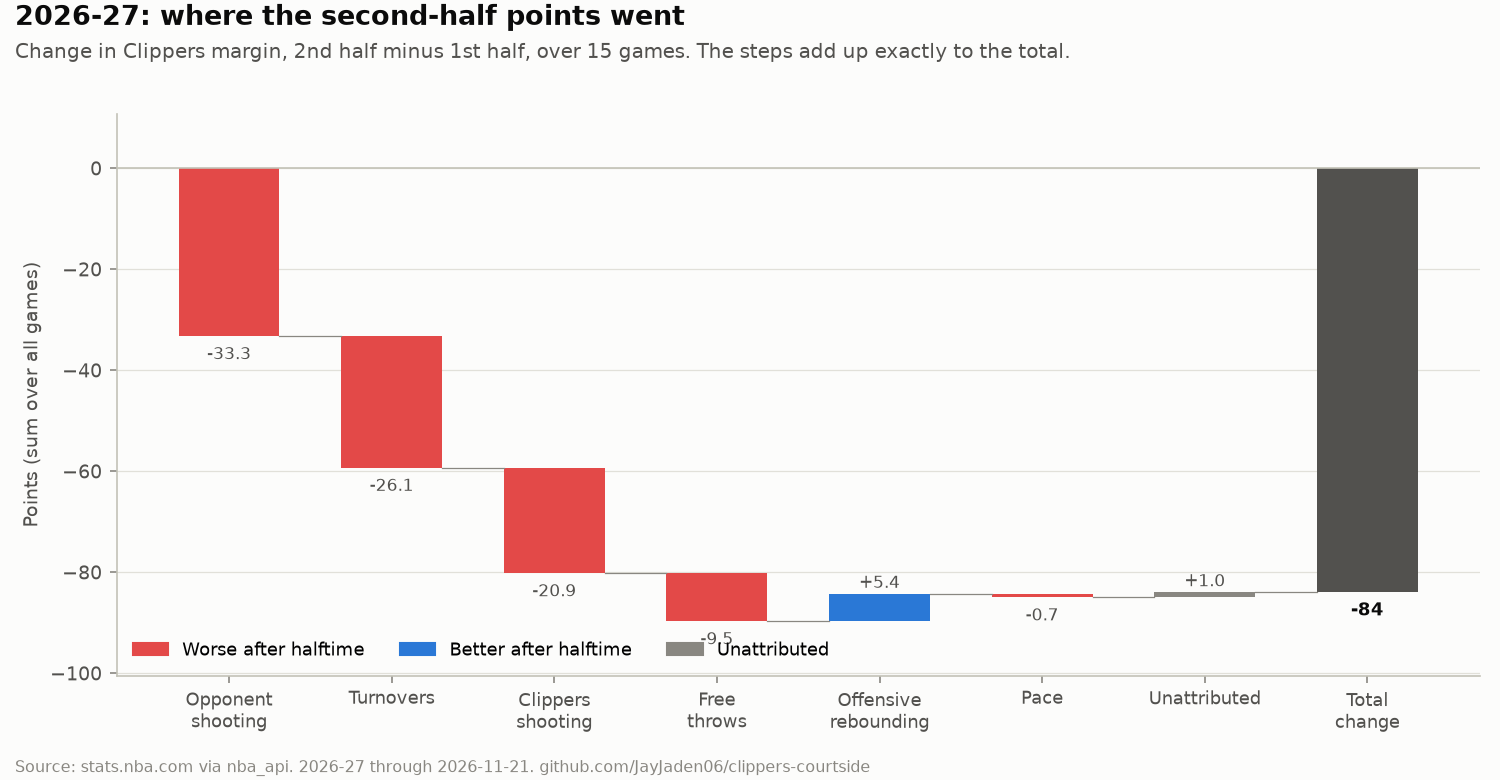 2026-27: where the second-half points went
Change in Clippers margin, 2nd half minus 1st half, over 15 games. The steps add up exactly to the total.
Points (sum over all games)
0
−20
−40
−60
−80
−100
-33.3
-26.1
-20.9
-9.5
+5.4
-0.7
+1.0
-84
Worse after halftime
Better after halftime
Unattributed
Opponent
shooting
Turnovers
Clippers
shooting
Free
throws
Offensive
rebounding
Pace
Unattributed
Total
change
Source: stats.nba.com via nba_api. 2026-27 through 2026-11-21. github.com/JayJaden06/clippers-courtside